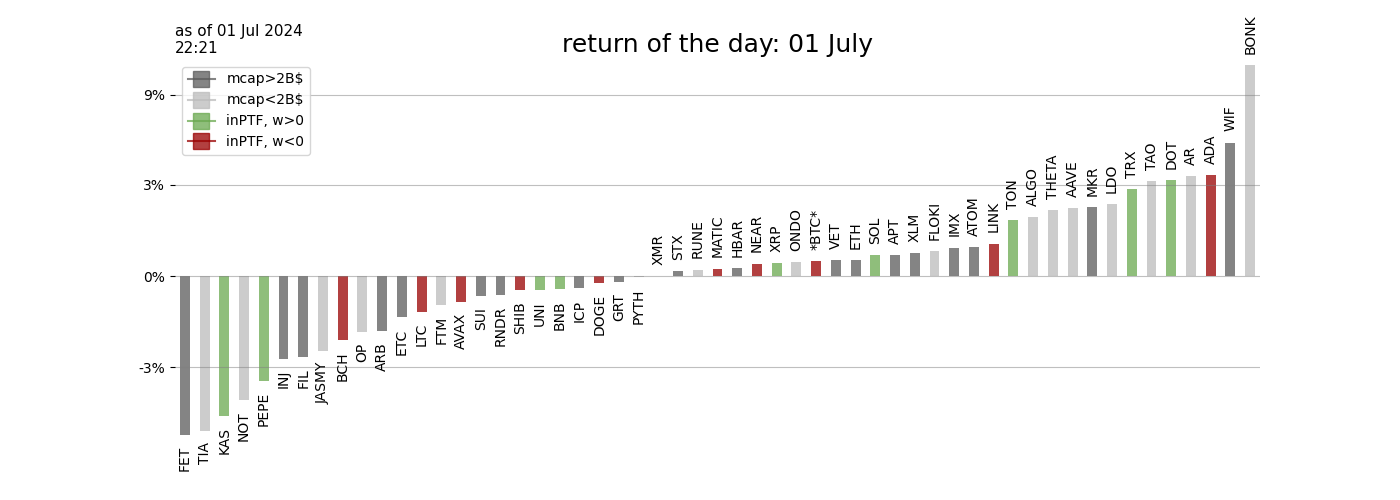 as of 01 Jul 2024
22:21
return of the day: 01 July
mcap>2B$
mcap<2B$
inPTF, w>0
inPTF, w<0
9%
3%
0%
-3%
FET
TIA
KAS
NOT
PEPE
INJ
FIL
JASMY
BCH
OP
ARB
ETC
LTC
FTM
AVAX
SUI
RNDR
SHIB
UNI
BNB
ICP
DOGE
GRT
PYTH
XMR
STX
RUNE
MATIC
HBAR
NEAR
XRP
ONDO
*BTC*
VET
ETH
SOL
APT
XLM
FLOKI
IMX
ATOM
LINK
TON
ALGO
THETA
AAVE
MKR
LDO
TRX
TAO
DOT
AR
ADA
WIF
BONK